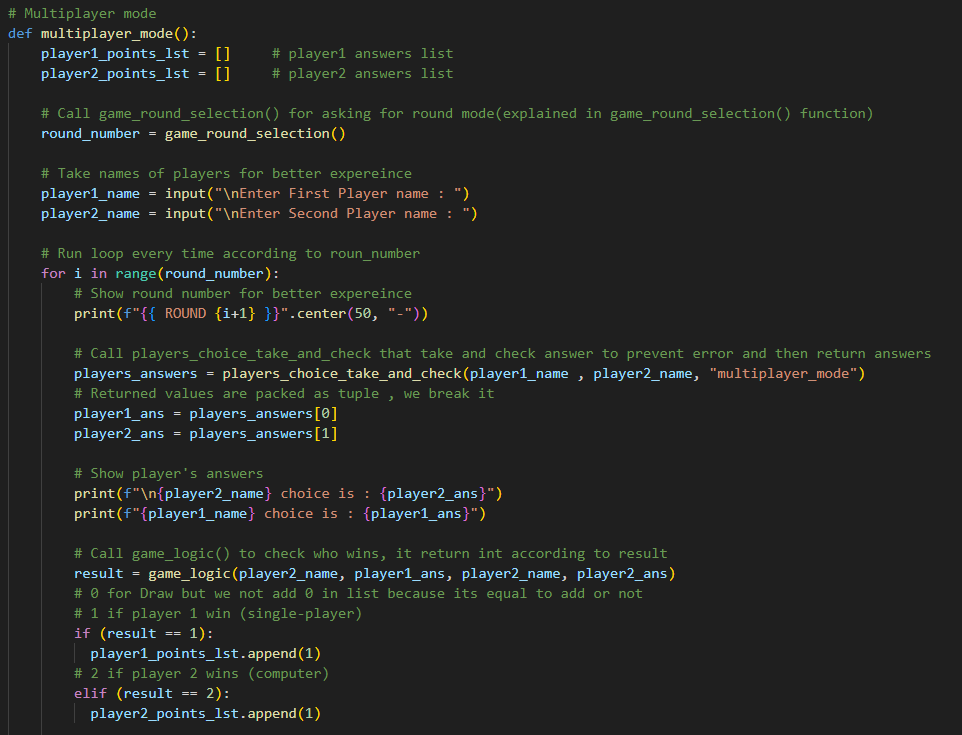 # Multiplayer mode
def multiplayer_mode():
    player1_points_lst = []     # player1 answers list
    player2_points_lst = []     # player2 answers list

    # Call game_round_selection() for asking for round mode(explained in game_round_selection() function)
    round_number = game_round_selection()

    # Take names of players for better expereince
    player1_name = input("\nEnter First Player name : ")
    player2_name = input("\nEnter Second Player name : ")

    # Run loop every time according to roun_number
    for i in range(round_number):
        # Show round number for better expereince
        print(f"{{ ROUND {i+1} }}".center(50, "-"))

        # Call players_choice_take_and_check that take and check answer to prevent error and then return answers
        players_answers = players_choice_take_and_check(player1_name , player2_name, "multiplayer_mode")
        # Returned values are packed as tuple , we break it
        player1_ans = players_answers[0]
        player2_ans = players_answers[1]

        # Show player's answers
        print(f"\n{player2_name} choice is : {player2_ans}")
        print(f"{player1_name} choice is : {player1_ans}")

        # Call game_logic() to check who wins, it return int according to result
        result = game_logic(player2_name, player1_ans, player2_name, player2_ans)
        # 0 for Draw but we not add 0 in list because its equal to add or not
        # 1 if player 1 win (single-player)
        if (result == 1):
          player1_points_lst.append(1)
        # 2 if player 2 wins (computer)
        elif (result == 2):
          player2_points_lst.append(1)